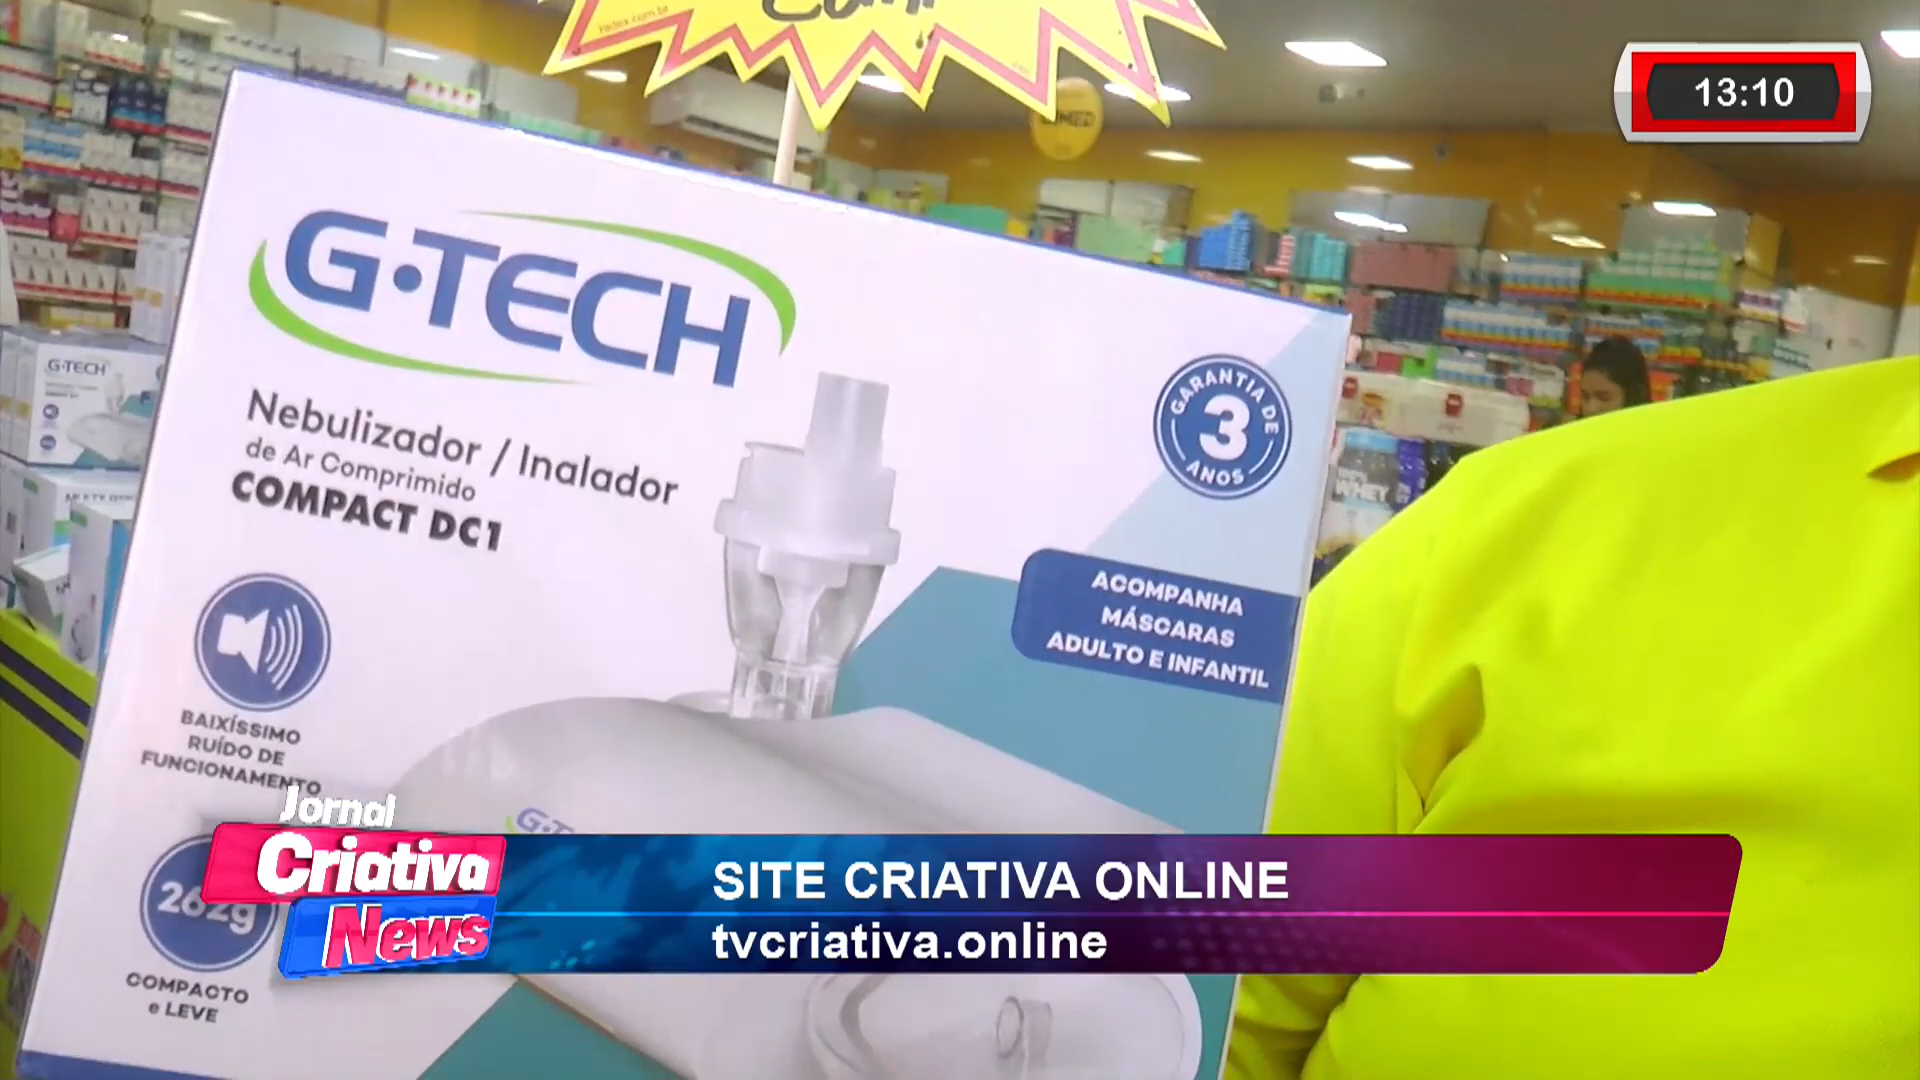 13:10
G·TECH
Nebulizador / Inalador
de Ar Comprimido
COMPACT DC1
GARANTIA DE
3
ANOS
ACOMPANHA
MÁSCARAS
ADULTO E INFANTIL
BAIXÍSSIMO
RUÍDO DE
FUNCIONAMENTO
262g
COMPACTO
e LEVE
G·TECH
WHEY
Jornal
Criativa
News
SITE CRIATIVA ONLINE
tvcriativa.online